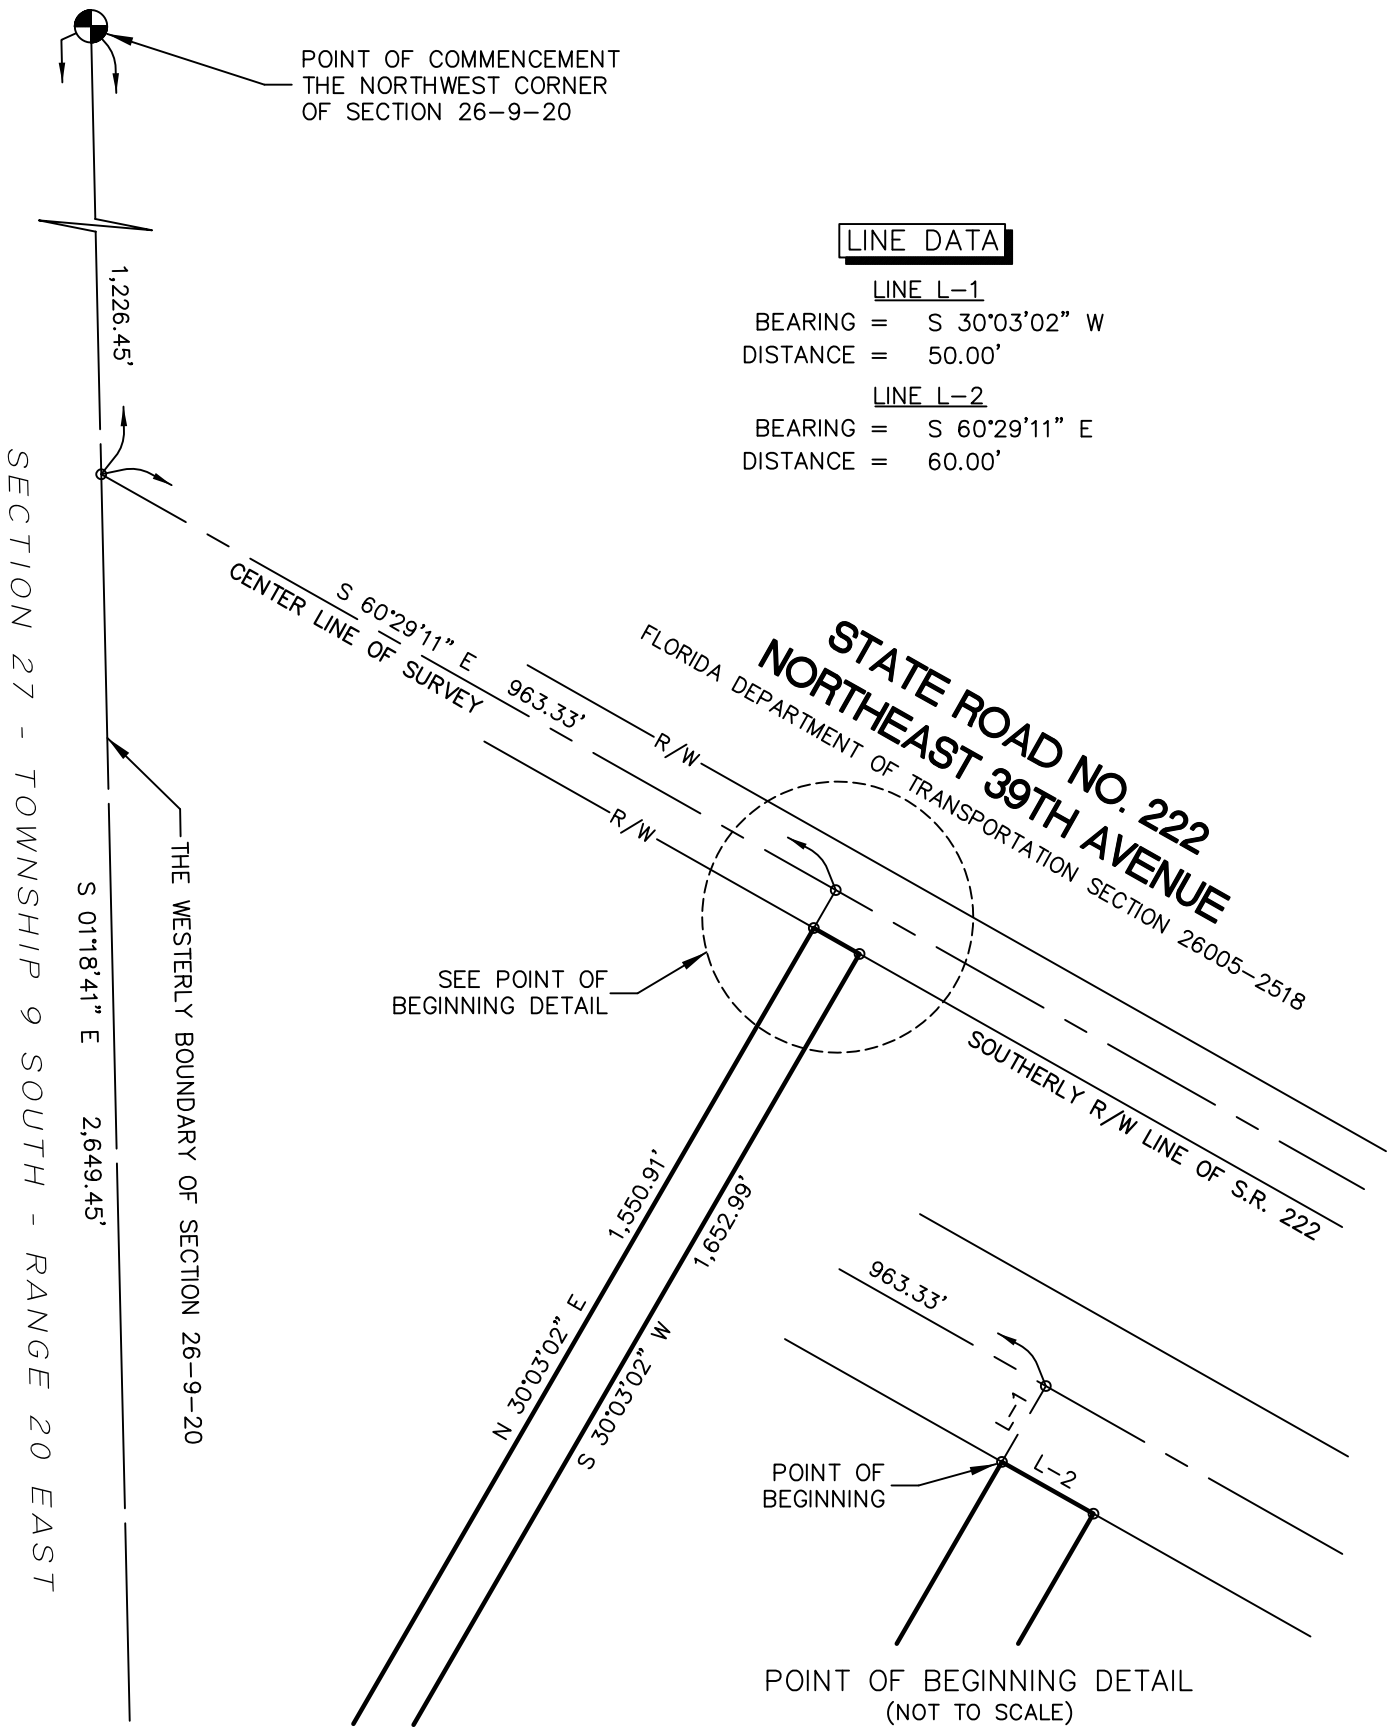 POINT OF COMMENCEMENT
THE NORTHWEST CORNER
OF SECTION 26-9-20
LINE DATA
LINE L-1
BEARING = S 30°03'02" W
DISTANCE = 50.00'
LINE L-2
BEARING = S 60°29'11" E
DISTANCE = 60.00'
1,226.45'
SECTION 27 - TOWNSHIP 9 SOUTH - RANGE 20 EAST
S 01°18'41" E 2,649.45'
THE WESTERLY BOUNDARY OF SECTION 26-9-20
S 60°29'11" E 963.33'
CENTER LINE OF SURVEY
R/W
R/W
STATE ROAD NO. 222
NORTHEAST 39TH AVENUE
FLORIDA DEPARTMENT OF TRANSPORTATION SECTION 26005-2518
SEE POINT OF
BEGINNING DETAIL
SOUTHERLY R/W LINE OF S.R. 222
1,550.91'
N 30°03'02" E
1,652.99'
S 30°03'02" W
963.33'
L-1
L-2
POINT OF
BEGINNING
POINT OF BEGINNING DETAIL
(NOT TO SCALE)